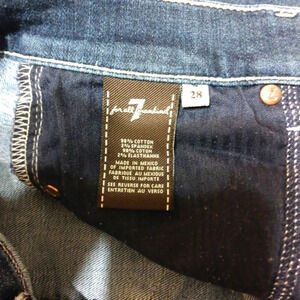 7
for all mankind
28
98% COTTON
2% SPANDEX
98% COTON
2% ELASTHANNE
MADE IN MEXICO
OF IMPORTED FABRIC
FABRIQUE AU MEXIQUE
DE TISSU IMPORTE
SEE REVERSE FOR CARE
ENTRETIEN AU VERSO